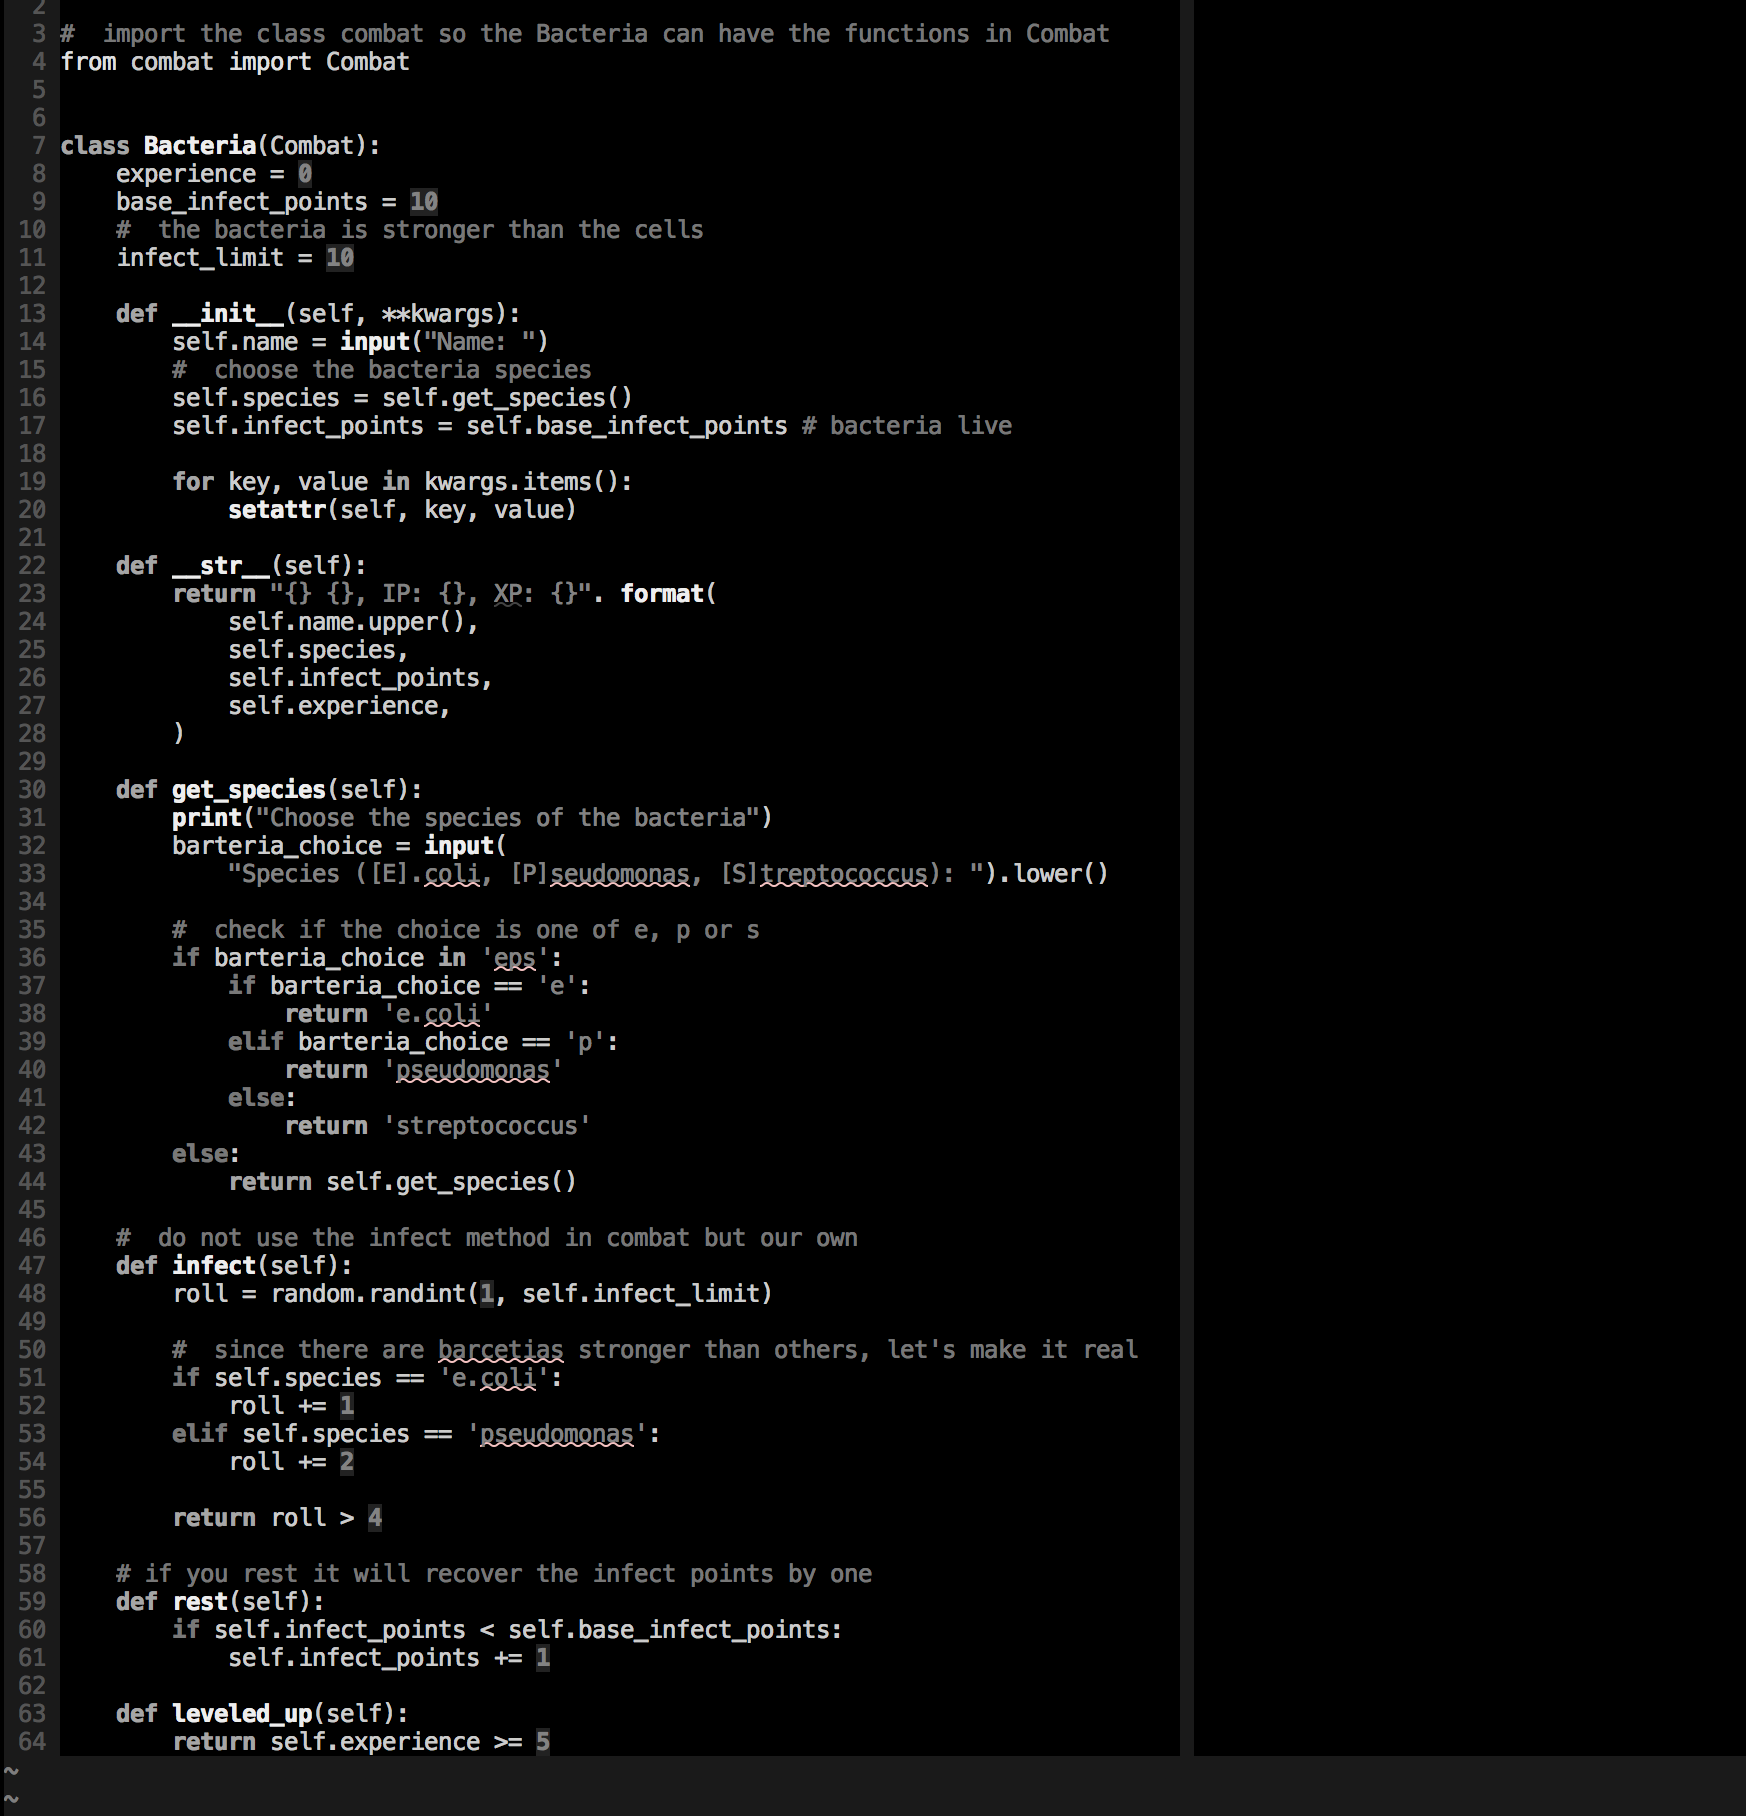 2
3 #  import the class combat so the Bacteria can have the functions in Combat
4 from combat import Combat
5
6
7 class Bacteria(Combat):
8     experience = 0
9     base_infect_points = 10
10     #  the bacteria is stronger than the cells
11     infect_limit = 10
12
13     def __init__(self, **kwargs):
14         self.name = input("Name: ")
15         #  choose the bacteria species
16         self.species = self.get_species()
17         self.infect_points = self.base_infect_points # bacteria live
18
19         for key, value in kwargs.items():
20             setattr(self, key, value)
21
22     def __str__(self):
23         return "{} {}, IP: {}, XP: {}". format(
24             self.name.upper(),
25             self.species,
26             self.infect_points,
27             self.experience,
28         )
29
30     def get_species(self):
31         print("Choose the species of the bacteria")
32         barteria_choice = input(
33             "Species ([E].coli, [P]seudomonas, [S]treptococcus): ").lower()
34
35         #  check if the choice is one of e, p or s
36         if barteria_choice in 'eps':
37             if barteria_choice == 'e':
38                 return 'e.coli'
39             elif barteria_choice == 'p':
40                 return 'pseudomonas'
41             else:
42                 return 'streptococcus'
43         else:
44             return self.get_species()
45
46     #  do not use the infect method in combat but our own
47     def infect(self):
48         roll = random.randint(1, self.infect_limit)
49
50         #  since there are barcetias stronger than others, let's make it real
51         if self.species == 'e.coli':
52             roll += 1
53         elif self.species == 'pseudomonas':
54             roll += 2
55
56         return roll > 4
57
58     # if you rest it will recover the infect points by one
59     def rest(self):
60         if self.infect_points < self.base_infect_points:
61             self.infect_points += 1
62
63     def leveled_up(self):
64         return self.experience >= 5
~
~